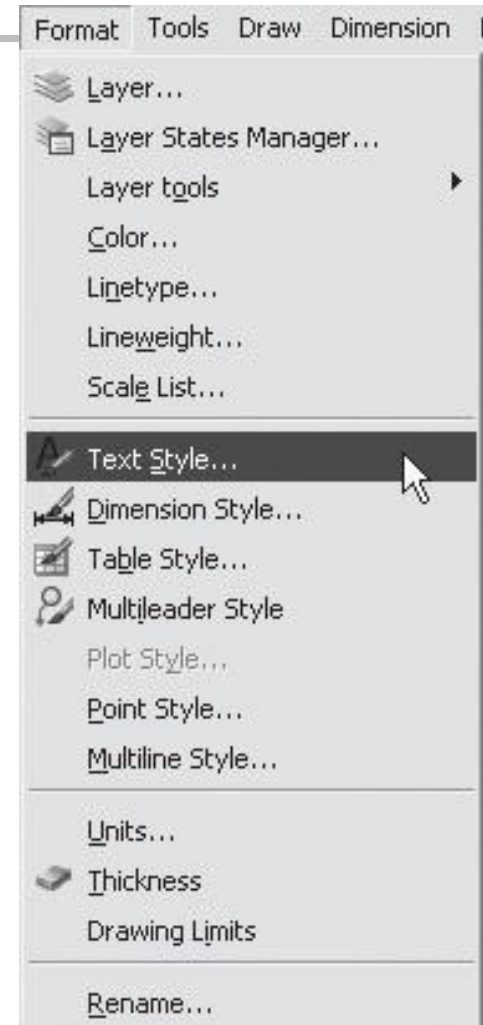 Format Tools Draw Dimension
Layer...
Layer States Manager...
Layer tools
Color...
Linetype...
Lineweight...
Scale List...
Text Style...
Dimension Style...
Table Style...
Multileader Style
Plot Style...
Point Style...
Multiline Style...
Units...
Thickness
Drawing Limits
Rename...